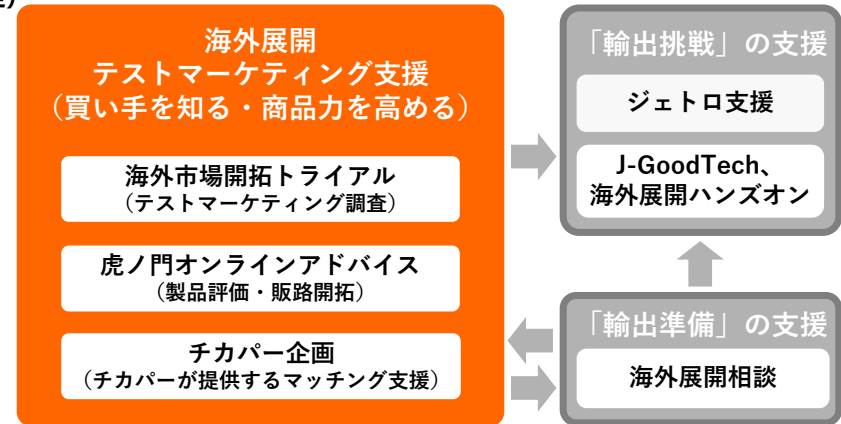 海外展開
テストマーケティング支援
（買い手を知る・商品力を高める）
海外市場開拓トライアル
（テストマーケティング調査）
虎ノ門オンラインアドバイス
（製品評価・販路開拓）
チカパー企画
（チカパーが提供するマッチング支援）
「輸出挑戦」の支援
ジェトロ支援
J-GoodTech、
海外展開ハンズオン
「輸出準備」の支援
海外展開相談